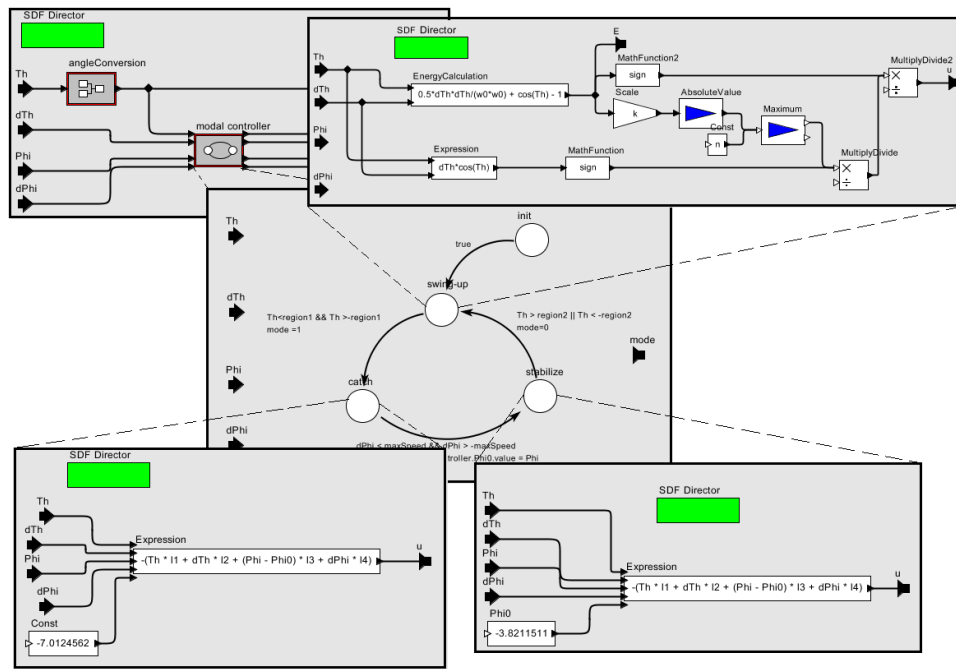 SDF Director
angleConversion
Th
dTh
Phi
dPhi
modal controller
SDF Director
Th
dTh
Phi
dPhi
EnergyCalculation
0.5*dTh*dTh/(w0*w0) + cos(Th) - 1
E
MathFunction2
sign
Scale
k
AbsoluteValue
Const
n
Maximum
MultiplyDivide2
u
Expression
dTh*cos(Th)
MathFunction
sign
MultiplyDivide
Th
dTh
Phi
dPhi
init
true
swing-up
Th<region1 && Th >-region1
mode =1
Th > region2 || Th < -region2
mode=0
mode
catch
stabilize
dPhi < maxSpeed && dPhi > -maxSpeed
troller.Phi0.value = Phi
SDF Director
Th
dTh
Phi
dPhi
Expression
-(Th * l1 + dTh * l2 + (Phi - Phi0) * l3 + dPhi * l4)
u
Const
-7.0124562
SDF Director
Th
dTh
Phi
dPhi
Expression
-(Th * l1 + dTh * l2 + (Phi - Phi0) * l3 + dPhi * l4)
u
Phi0
-3.8211511